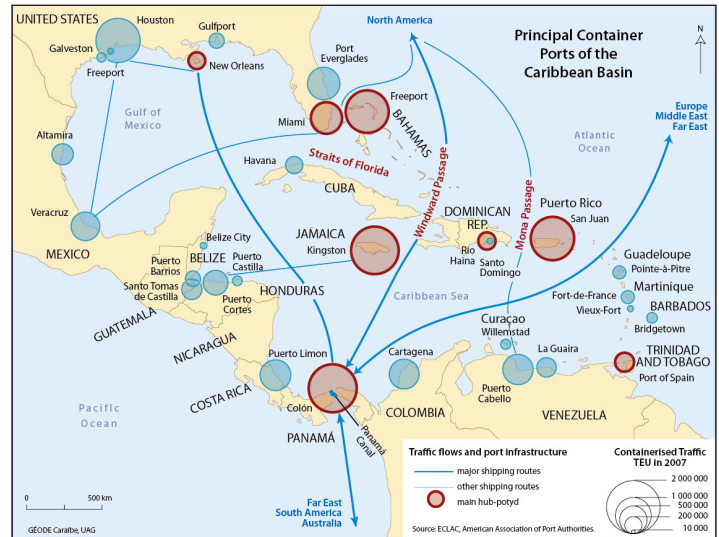 Principal Container
Ports of the
Caribbean Basin
N
UNITED STATES
Houston
Galveston
Freeport
Gulfport
New Orleans
North America
Port
Everglades
Miami
Freeport
BAHAMAS
Gulf of
Mexico
Altamira
Veracruz
MEXICO
Havana
Straits of Florida
CUBA
Windward Passage
Mona Passage
Atlantic
Ocean
Europe
Middle East
Far East
JAMAICA
Kingston
DOMINICAN
REP.
Rio
Haina
Santo
Domingo
Puerto Rico
San Juan
Belize City
BELIZE
Puerto
Barrios
Santo Tomas
de Castilla
Puerto
Castilla
Puerto
Cortes
HONDURAS
GUATEMALA
NICARAGUA
Caribbean Sea
Guadeloupe
Pointe-à-Pitre
Martinique
Fort-de-France
Vieux-Fort
BARBADOS
Bridgetown
Curaçao
Willemstad
La Guaira
Puerto
Cabello
TRINIDAD
AND TOBAGO
Port of Spain
Puerto Limon
COSTA RICA
Cartagena
Colón
PANAMÁ
Panamá
Canal
COLOMBIA
VENEZUELA
Pacific
Ocean
Far East
South America
Australia
0 500 km
GÉODE Caraïbe, UAG
Traffic flows and port infrastructure
major shipping routes
other shipping routes
main hub-potyd
Source: ECLAC, American Association of Port Authorities.
Containerised Traffic
TEU in 2007
2 000 000
1 000 000
500 000
200 000
10 000